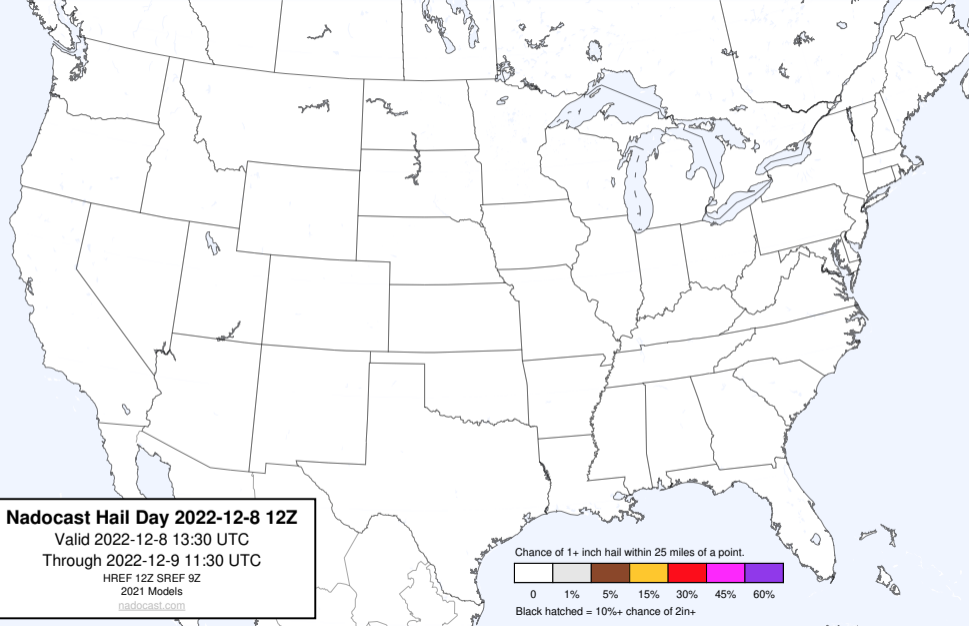 Nadocast Hail Day 2022-12-8 12Z
Valid 2022-12-8 13:30 UTC
Through 2022-12-9 11:30 UTC
HREF 12Z SREF 9Z
2021 Models
nadocast.com
Chance of 1+ inch hail within 25 miles of a point.
0 1% 5% 15% 30% 45% 60%
Black hatched = 10%+ chance of 2in+